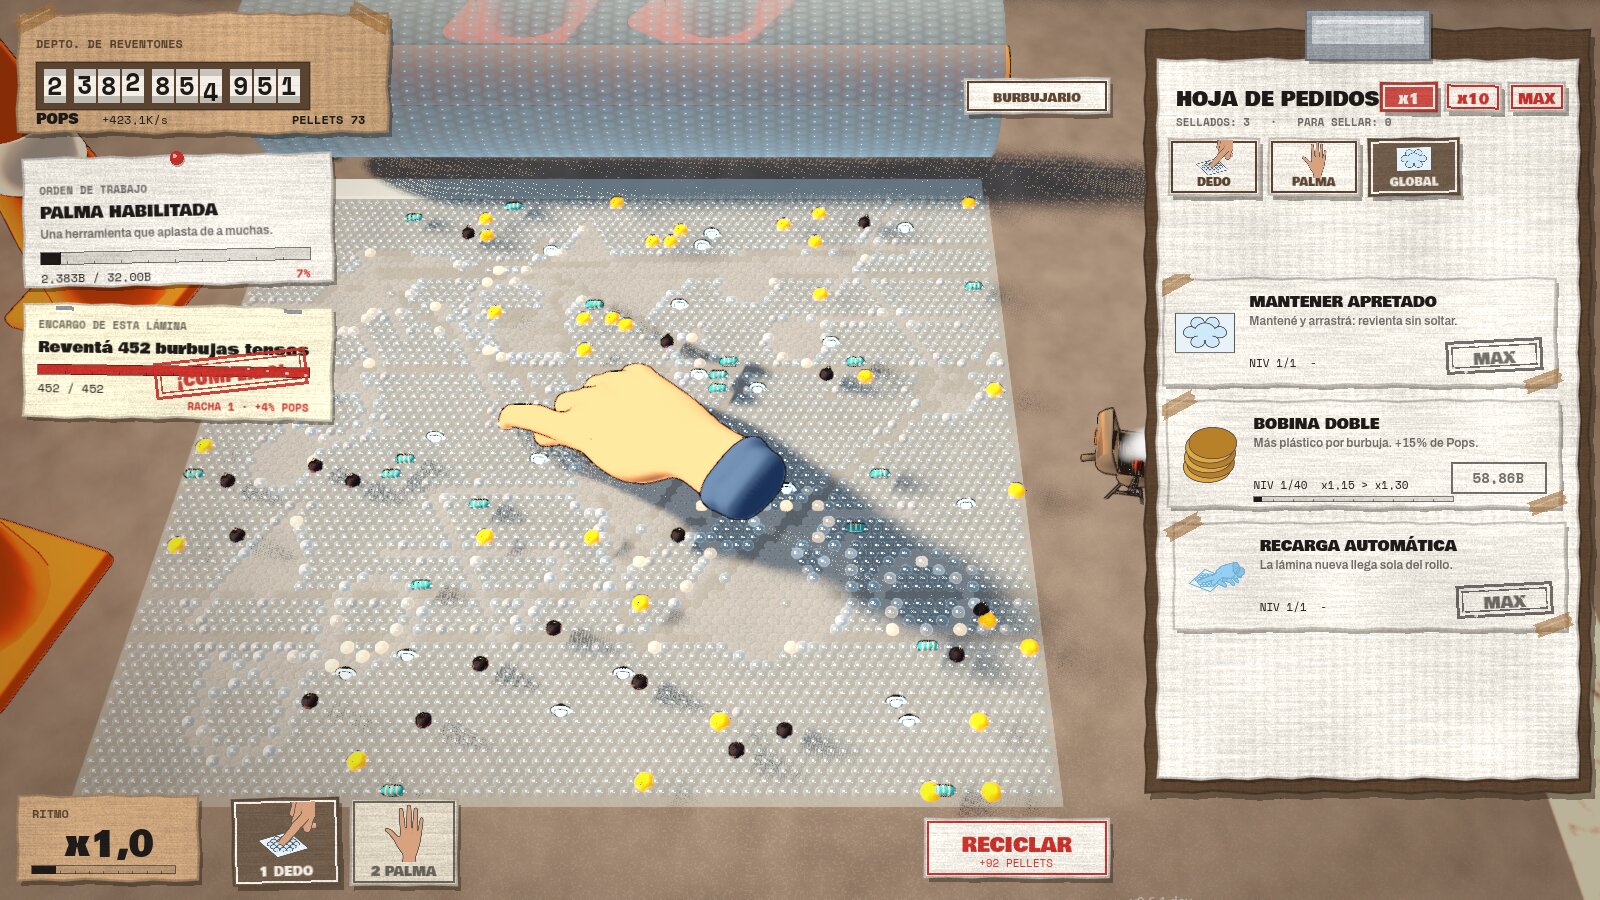 DEPTO. DE REVENTONES
2 382 854 951
POPS +423.1K/s PELLETS 73
ORDEN DE TRABAJO
PALMA HABILITADA
Una herramienta que aplasta de a muchas.
2.383B / 32.00B 7%
ENCARGO DE ESTA LÁMINA
Reventá 452 burbujas tensas
452 / 452
RACHA 1 · +4% POPS
BURBUJARIO
HOJA DE PEDIDOS x1 x10 MAX
SELLADOS: 3 · PARA SELLAR: 0
DEDO PALMA GLOBAL
MANTENER APRETADO
Mantené y arrastrá: revienta sin soltar.
NIV 1/1 - MAX
BOBINA DOBLE
Más plástico por burbuja. +15% de Pops.
NIV 1/40 x1.15 > x1.30 58.86B
RECARGA AUTOMÁTICA
La lámina nueva llega sola del rollo.
NIV 1/1 - MAX
RITMO
x1,0
1 DEDO 2 PALMA
RECICLAR
+92 PELLETS